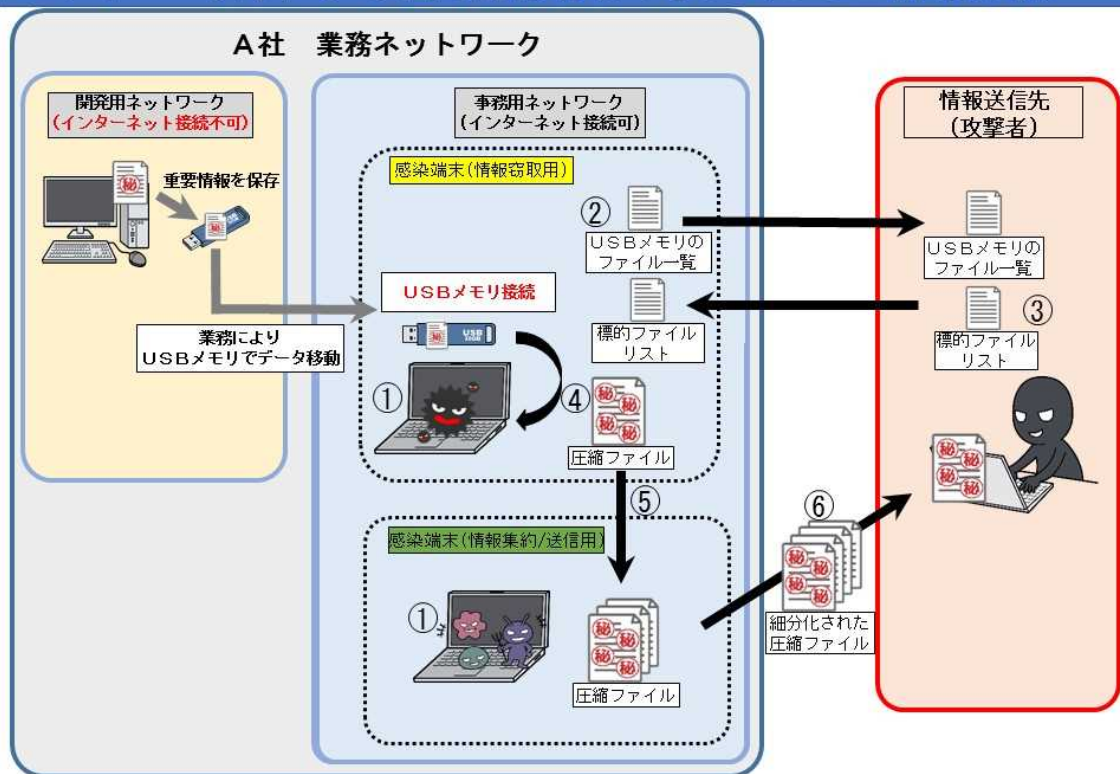 A社　業務ネットワーク
開発用ネットワーク
(インターネット接続不可)
重要情報を保存
業務により
USBメモリでデータ移動
事務用ネットワーク
(インターネット接続可)
感染端末(情報窃取用)
②
USBメモリの
ファイル一覧
USBメモリ接続
標的ファイル
リスト
①
④
圧縮ファイル
⑤
感染端末(情報集約/送信用)
①
圧縮ファイル
⑥
細分化された
圧縮ファイル
情報送信先
(攻撃者)
USBメモリの
ファイル一覧
③
標的ファイル
リスト
秘
秘
秘
秘